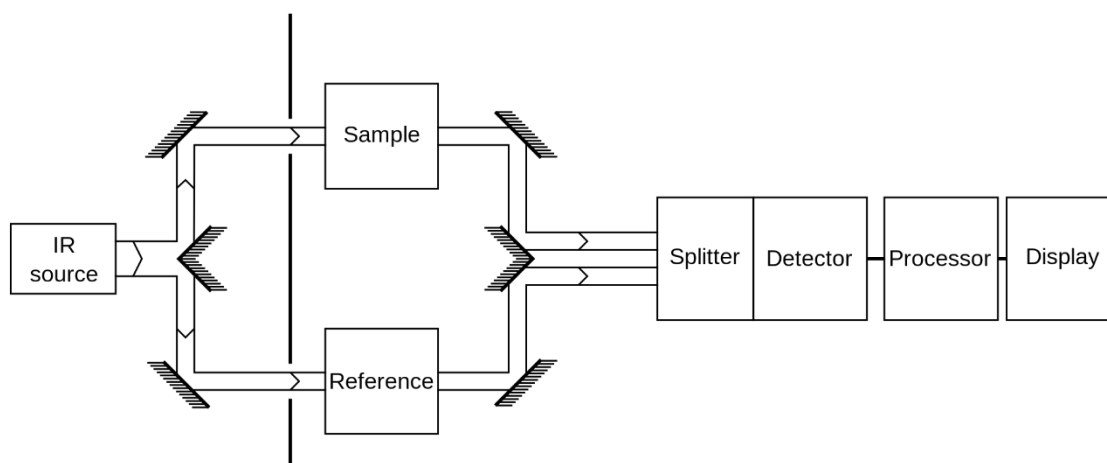 IR
source
Sample
Reference
Splitter
Detector
Processor
Display